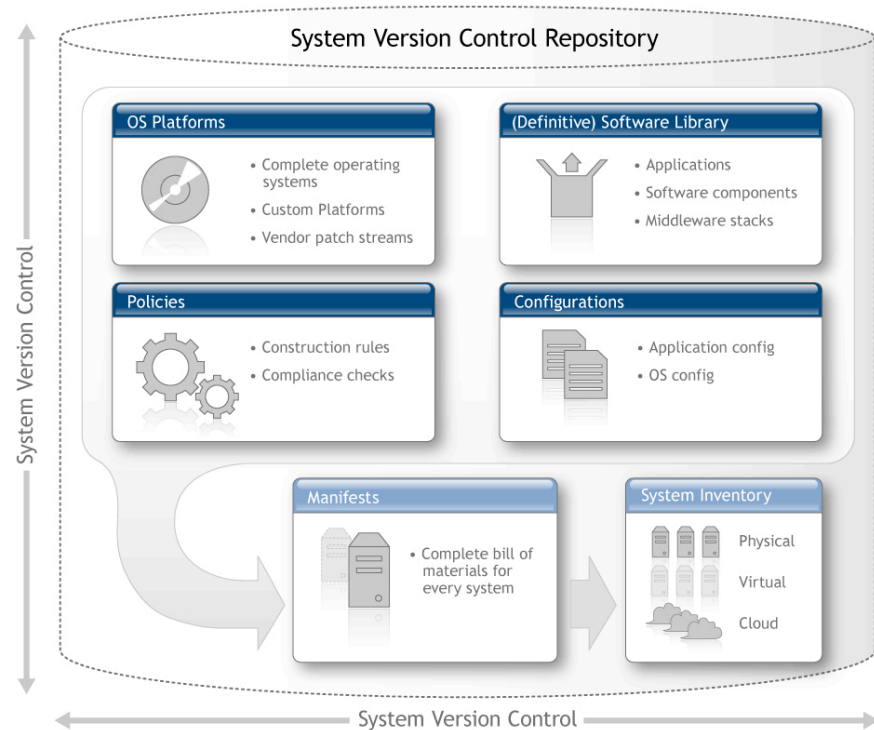 System Version Control Repository
OS Platforms
• Complete operating
systems
• Custom Platforms
• Vendor patch streams
(Definitive) Software Library
• Applications
• Software components
• Middleware stacks
Policies
• Construction rules
• Compliance checks
Configurations
• Application config
• OS config
Manifests
• Complete bill of
materials for
every system
System Inventory
Physical
Virtual
Cloud
System Version Control
System Version Control